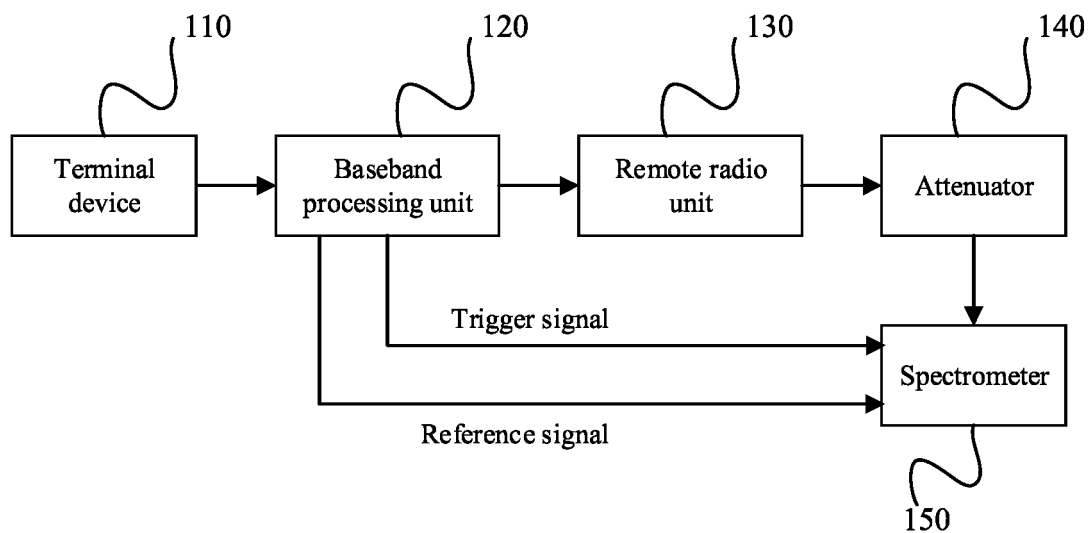 110
120
130
140
Terminal
device
Baseband
processing unit
Remote radio
unit
Attenuator
Trigger signal
Spectrometer
Reference signal
150